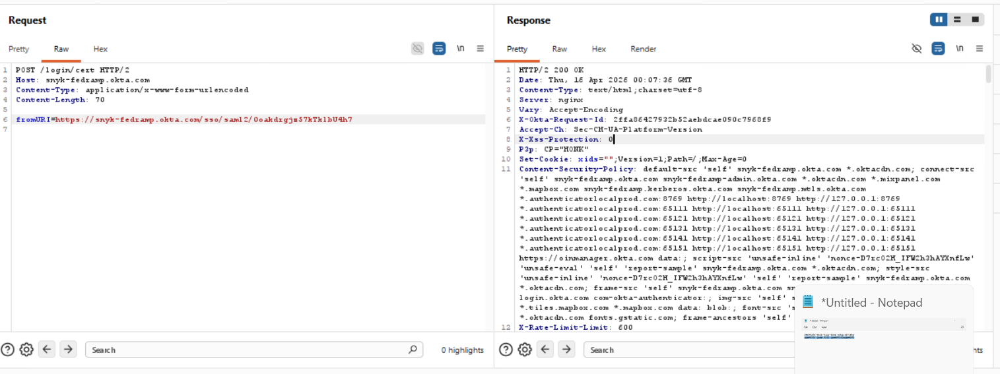 Request
Pretty Raw Hex \n
1 POST /login/cert HTTP/2
2 Host: snyk-fedramp.okta.com
3 Content-Type: application/x-www-form-urlencoded
4 Content-Length: 70
5
6 fromURI=https://snyk-fedramp.okta.com/sso/saml2/0oakdrgjz57kTklbU4h7
7
Search
0 highlights
Response
Pretty Raw Hex Render \n
1 HTTP/2 200 OK
2 Date: Thu, 16 Apr 2026 00:07:36 GMT
3 Content-Type: text/html;charset=utf-8
4 Server: nginx
5 Vary: Accept-Encoding
6 X-Okta-Request-Id: 2ffa86427932b52aebdcae090c7968f9
7 Accept-Ch: Sec-CH-UA-Platform-Version
8 X-Xss-Protection: 0
9 P3p: CP="HONK"
10 Set-Cookie: xids="";Version=1;Path=/;Max-Age=0
11 Content-Security-Policy: default-src 'self' snyk-fedramp.okta.com *.oktacdn.com; connect-src
'self' snyk-fedramp.okta.com snyk-fedramp-admin.okta.com *.oktacdn.com *.mixpanel.com
*.mapbox.com snyk-fedramp.kerberos.okta.com snyk-fedramp.mtls.okta.com
*.authenticatorlocalprod.com:8769 http://localhost:8769 http://127.0.0.1:8769
*.authenticatorlocalprod.com:65111 http://localhost:65111 http://127.0.0.1:65111
*.authenticatorlocalprod.com:65121 http://localhost:65121 http://127.0.0.1:65121
*.authenticatorlocalprod.com:65131 http://localhost:65131 http://127.0.0.1:65131
*.authenticatorlocalprod.com:65141 http://localhost:65141 http://127.0.0.1:65141
*.authenticatorlocalprod.com:65151 http://localhost:65151 http://127.0.0.1:65151
https://oinmanager.okta.com data:; script-src 'unsafe-inline' 'nonce-D7rc02H_IFW2h3hAYXnfLw'
'unsafe-eval' 'self' 'report-sample' snyk-fedramp.okta.com *.oktacdn.com; style-src
'unsafe-inline' 'nonce-D7rc02H_IFW2h3hAYXnfLw' 'self' 'report-sample' snyk-fedramp.okta.com
*.oktacdn.com; frame-src 'self' snyk-fedramp.okta.com
login.okta.com com-okta-authenticator:; img-src 'self'
*.tiles.mapbox.com *.mapbox.com data: blob:; font-src
*.oktacdn.com fonts.gstatic.com; frame-ancestors 'self'
12 X-Rate-Limit-Limit: 600
Search
*Untitled - Notepad